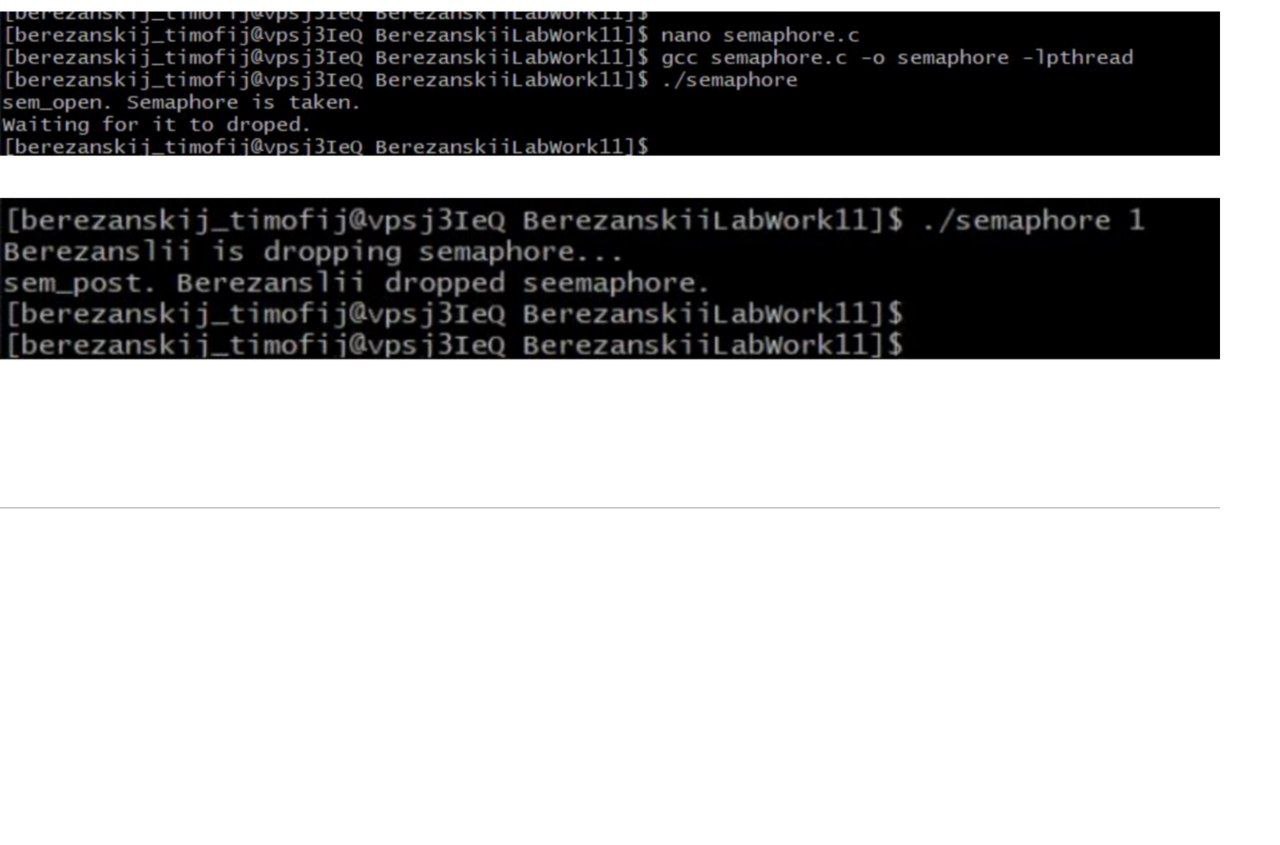 [berezanskij_timofij@vpsj3IeQ BerezanskiiLabWork11]$
[berezanskij_timofij@vpsj3IeQ BerezanskiiLabWork11]$ nano semaphore.c
[berezanskij_timofij@vpsj3IeQ BerezanskiiLabWork11]$ gcc semaphore.c -o semaphore -lpthread
[berezanskij_timofij@vpsj3IeQ BerezanskiiLabWork11]$ ./semaphore
sem_open. Semaphore is taken.
Waiting for it to droped.
[berezanskij_timofij@vpsj3IeQ BerezanskiiLabWork11]$
[berezanskij_timofij@vpsj3IeQ BerezanskiiLabWork11]$ ./semaphore 1
Berezanslii is dropping semaphore...
sem_post. Berezanslii dropped seemaphore.
[berezanskij_timofij@vpsj3IeQ BerezanskiiLabWork11]$
[berezanskij_timofij@vpsj3IeQ BerezanskiiLabWork11]$